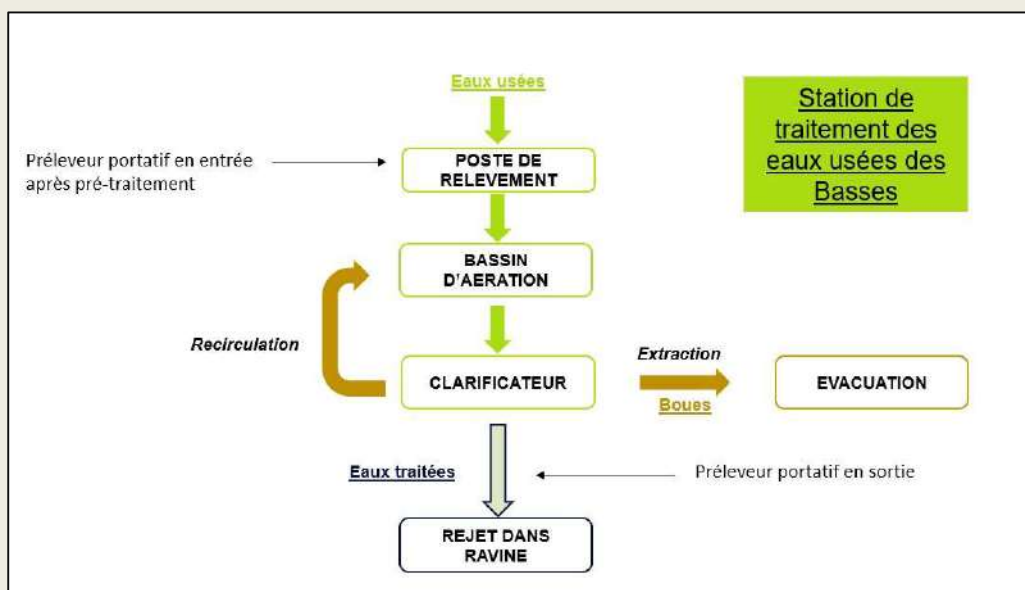 Eaux usées
Station de
traitement des
eaux usées des
Basses
Préleveur portatif en entrée
après pré-traitement
POSTE DE
RELEVEMENT
BASSIN
D'AERATION
Recirculation
CLARIFICATEUR
Extraction
Boues
EVACUATION
Eaux traitées
Préleveur portatif en sortie
REJET DANS
RAVINE